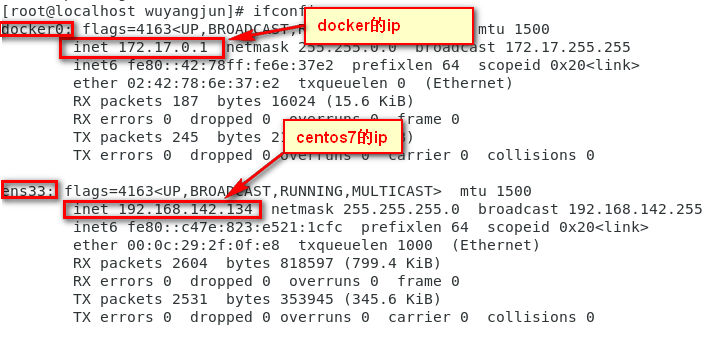 [root@localhost wuyangjun]# ifconfi
docker的ip
docker0: flags=4163<UP,BROADCAST,R mtu 1500
inet 172.17.0.1 netmask 255.255.0.0 broadcast 172.17.255.255
inet6 fe80::42:78ff:fe6e:37e2 prefixlen 64 scopeid 0x20<link>
ether 02:42:78:6e:37:e2 txqueuelen 0 (Ethernet)
RX packets 187 bytes 16024 (15.6 KiB)
RX errors 0 dropped 0 overruns 0 frame 0
TX packets 245 bytes 2
centos7的ip
TX errors 0 dropped 0 overruns 0 carrier 0 collisions 0
ens33: flags=4163<UP,BROADCAST,RUNNING,MULTICAST> mtu 1500
inet 192.168.142.134 netmask 255.255.255.0 broadcast 192.168.142.255
inet6 fe80::c47e:823:e521:1cfc prefixlen 64 scopeid 0x20<link>
ether 00:0c:29:2f:0f:e8 txqueuelen 1000 (Ethernet)
RX packets 2604 bytes 818597 (799.4 KiB)
RX errors 0 dropped 0 overruns 0 frame 0
TX packets 2531 bytes 353945 (345.6 KiB)
TX errors 0 dropped 0 overruns 0 carrier 0 collisions 0